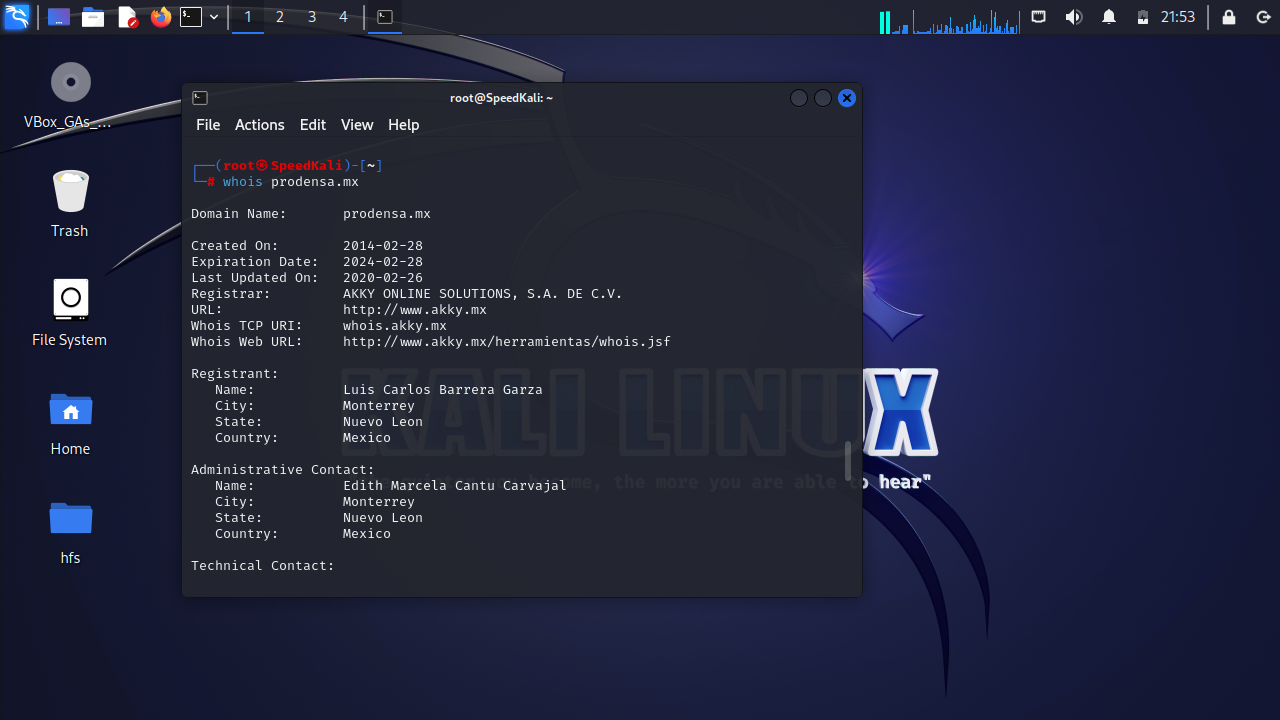 1 2 3 4 21:53
VBox_GAs_...
Trash
File System
Home
hfs
root@SpeedKali: ~
File Actions Edit View Help
┌──(root㉿SpeedKali)-[~]
└─# whois prodensa.mx
Domain Name: prodensa.mx
Created On: 2014-02-28
Expiration Date: 2024-02-28
Last Updated On: 2020-02-26
Registrar: AKKY ONLINE SOLUTIONS, S.A. DE C.V.
URL: http://www.akky.mx
Whois TCP URI: whois.akky.mx
Whois Web URL: http://www.akky.mx/herramientas/whois.jsf
Registrant:
Name: Luis Carlos Barrera Garza
City: Monterrey
State: Nuevo Leon
Country: Mexico
Administrative Contact:
Name: Edith Marcela Cantu Carvajal
City: Monterrey
State: Nuevo Leon
Country: Mexico
Technical Contact:
KALI LINUX
become, the more you are able to hear"